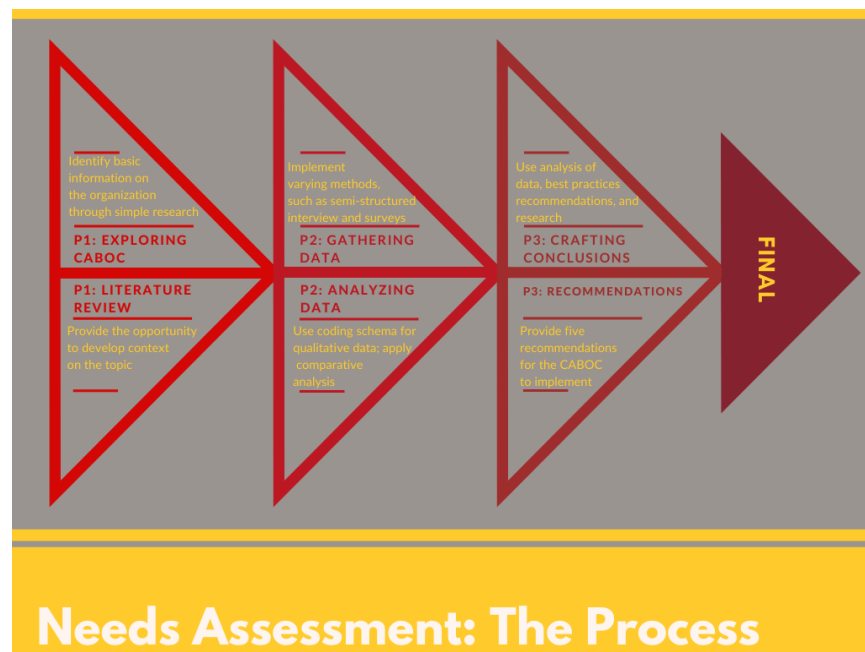 Identify basic
information on
the organization
through simple research
P1: EXPLORING
CABOC
P1: LITERATURE
REVIEW
Provide the opportunity
to develop context
on the topic
Implement
varying methods,
such as semi-structured
interview and surveys
P2: GATHERING
DATA
P2: ANALYZING
DATA
Use coding schema for
qualitative data; apply
comparative
analysis
Use analysis of
data, best practices
recommendations, and
research
P3: CRAFTING
CONCLUSIONS
P3: RECOMMENDATIONS
Provide five
recommendations
for the CABOC
to implement
FINAL
Needs Assessment: The Process